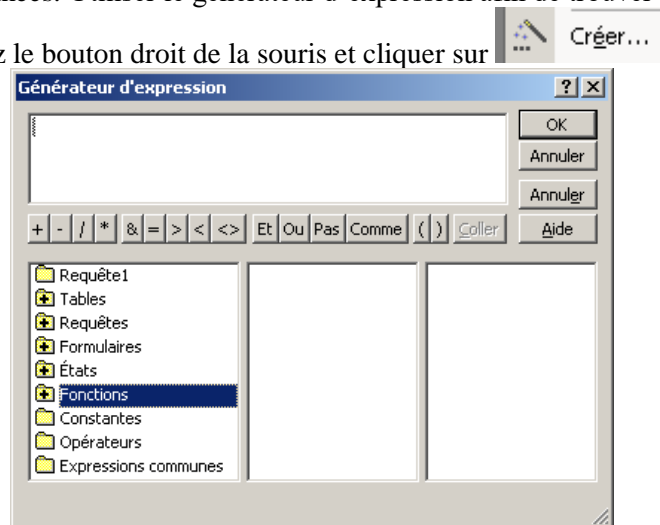 z le bouton droit de la souris et cliquer sur Créer...
Générateur d'expression ? X
OK
Annuler
Annuler
+ - / * & = > < <> Et Ou Pas Comme ( ) Coller Aide
Requête1
Tables
Requêtes
Formulaires
États
Fonctions
Constantes
Opérateurs
Expressions communes